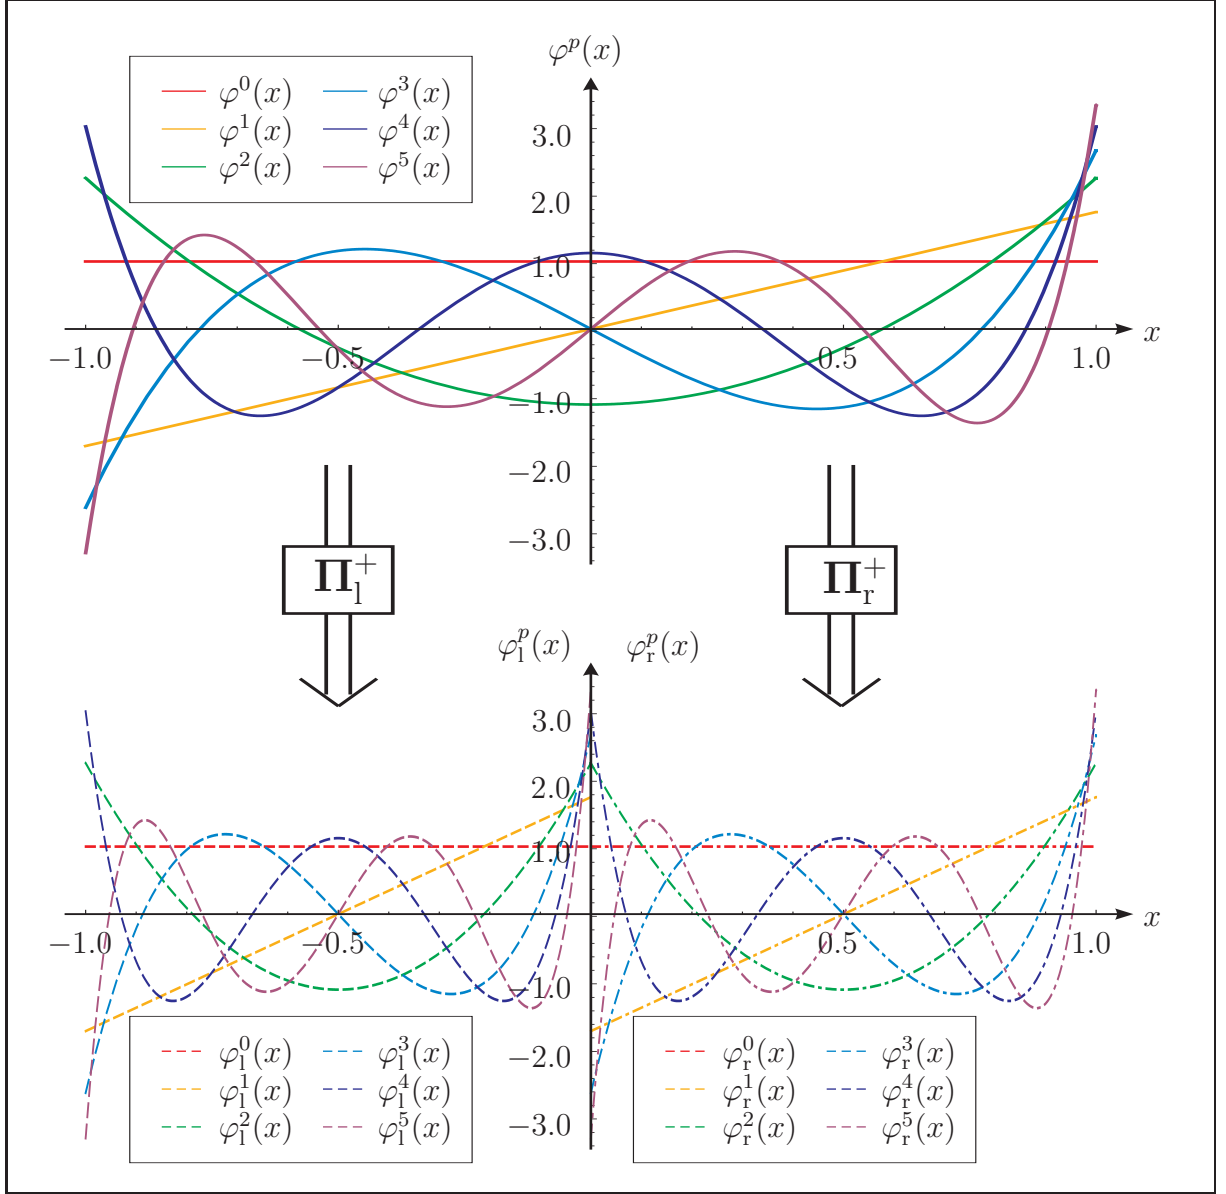 φ^p(x)
φ^0(x) φ^3(x)
φ^1(x) φ^4(x)
φ^2(x) φ^5(x)
3.0
2.0
1.0
−1.0 −0.5 0.5 1.0 x
−1.0
−2.0
−3.0
Π_l^+ Π_r^+
φ_l^p(x) φ_r^p(x)
3.0
2.0
1.0
−1.0 −0.5 0.5 1.0 x
−1.0
−2.0
−3.0
φ_l^0(x) φ_l^3(x)
φ_l^1(x) φ_l^4(x)
φ_l^2(x) φ_l^5(x)
φ_r^0(x) φ_r^3(x)
φ_r^1(x) φ_r^4(x)
φ_r^2(x) φ_r^5(x)